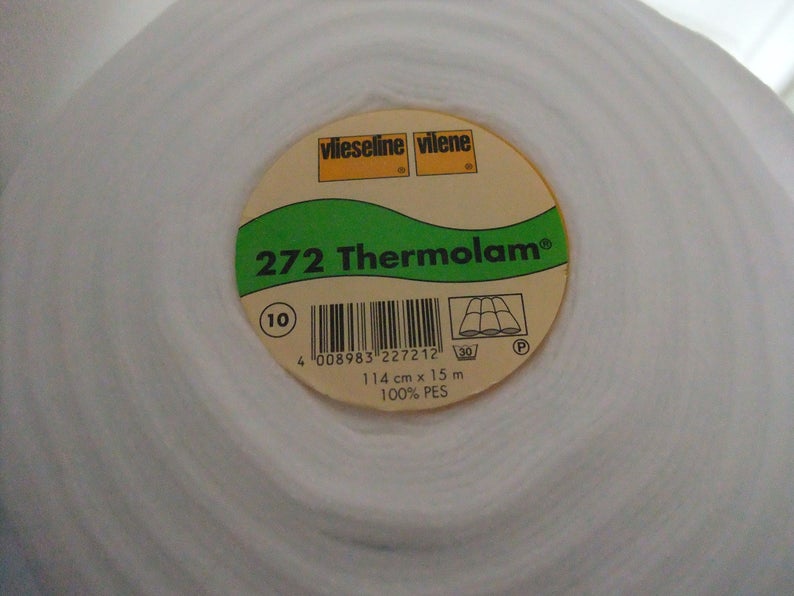 vlieseline ® vilene ®
272 Thermolam®
10
4 008983 227212
30 P
114 cm x 15 m
100% PES